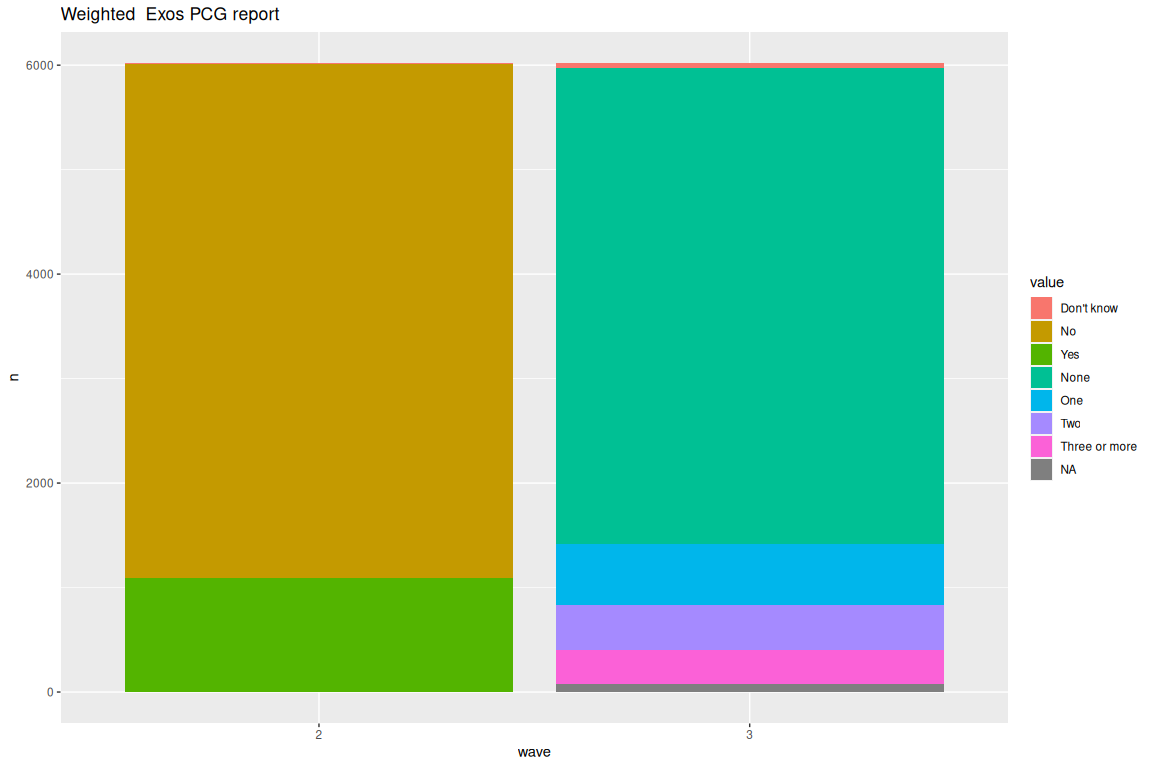 Weighted  Exos PCG report
6000
4000
2000
0
n
2
3
wave
value
Don't know
No
Yes
None
One
Two
Three or more
NA